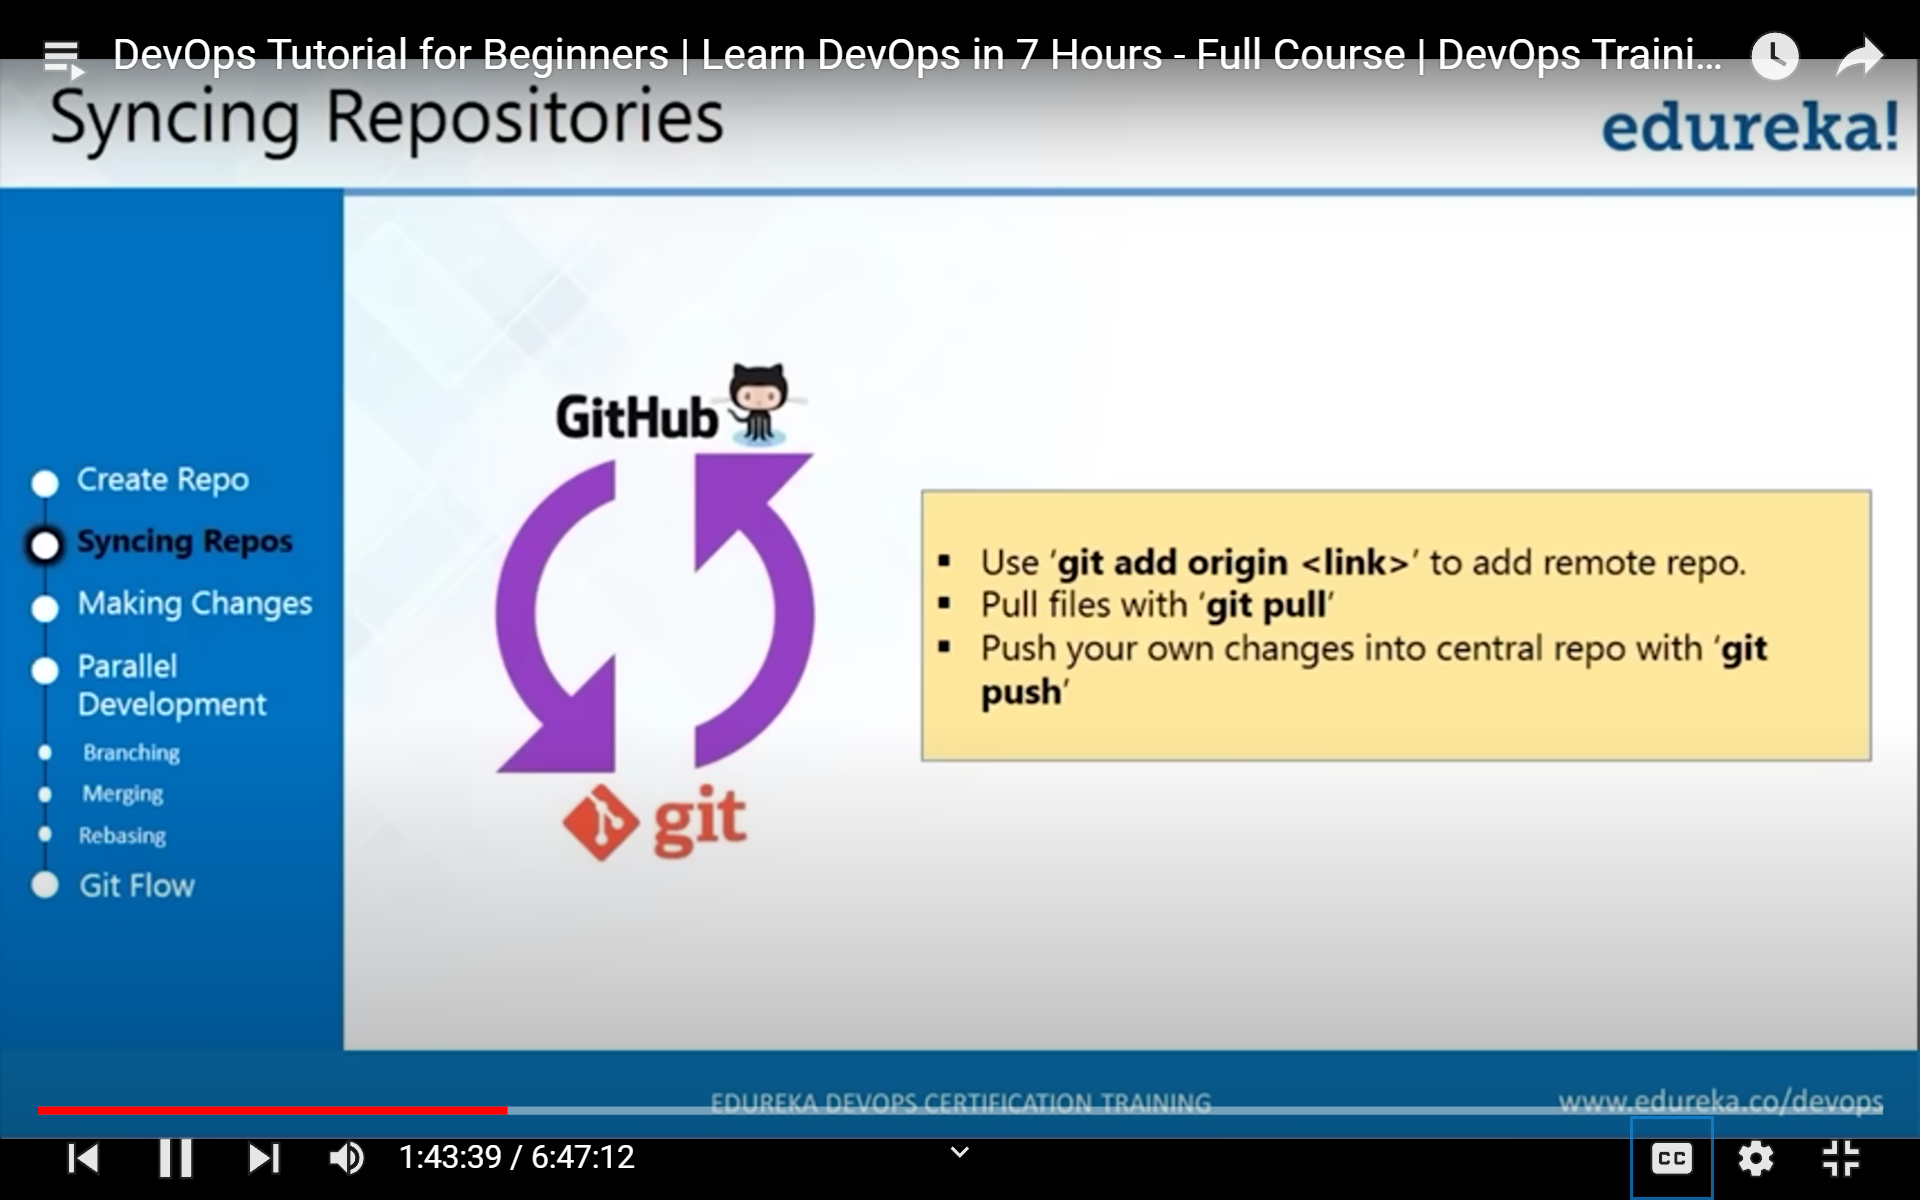 DevOps Tutorial for Beginners | Learn DevOps in 7 Hours - Full Course | DevOps Traini...
Syncing Repositories
edureka!
Create Repo
Syncing Repos
Making Changes
Parallel
Development
Branching
Merging
Rebasing
Git Flow
GitHub
git
▪ Use ‘git add origin <link>’ to add remote repo.
▪ Pull files with ‘git pull’
▪ Push your own changes into central repo with ‘git
push’
EDUREKA DEVOPS CERTIFICATION TRAINING
www.edureka.co/devops
1:43:39 / 6:47:12
CC